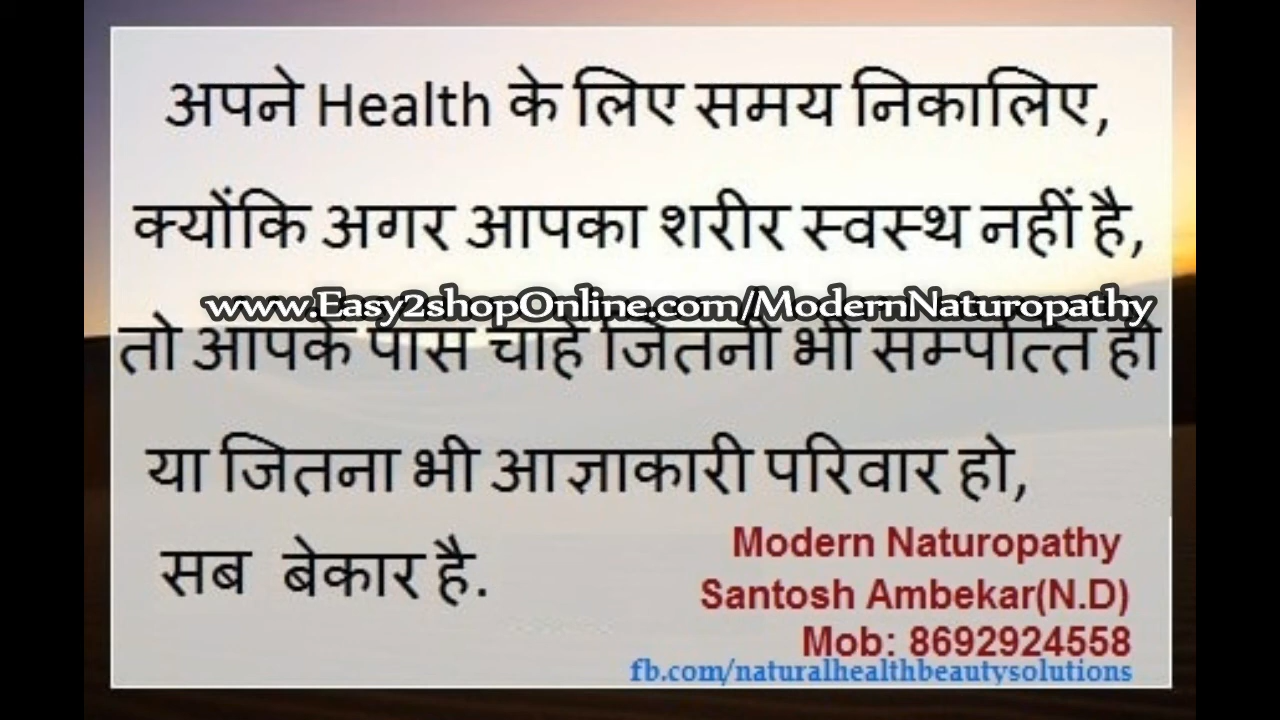 अपने Health के लिए समय निकालिए,
क्योंकि अगर आपका शरीर स्वस्थ नहीं है,
www.Easy2shopOnline.com/ModernNaturopathy
तो आपके पास चाहे जितनी भी सम्पत्ति हो
या जितना भी आज्ञाकारी परिवार हो,
सब बेकार है.
Modern Naturopathy
Santosh Ambekar(N.D)
Mob: 8692924558
fb.com/naturalhealthbeautysolutions